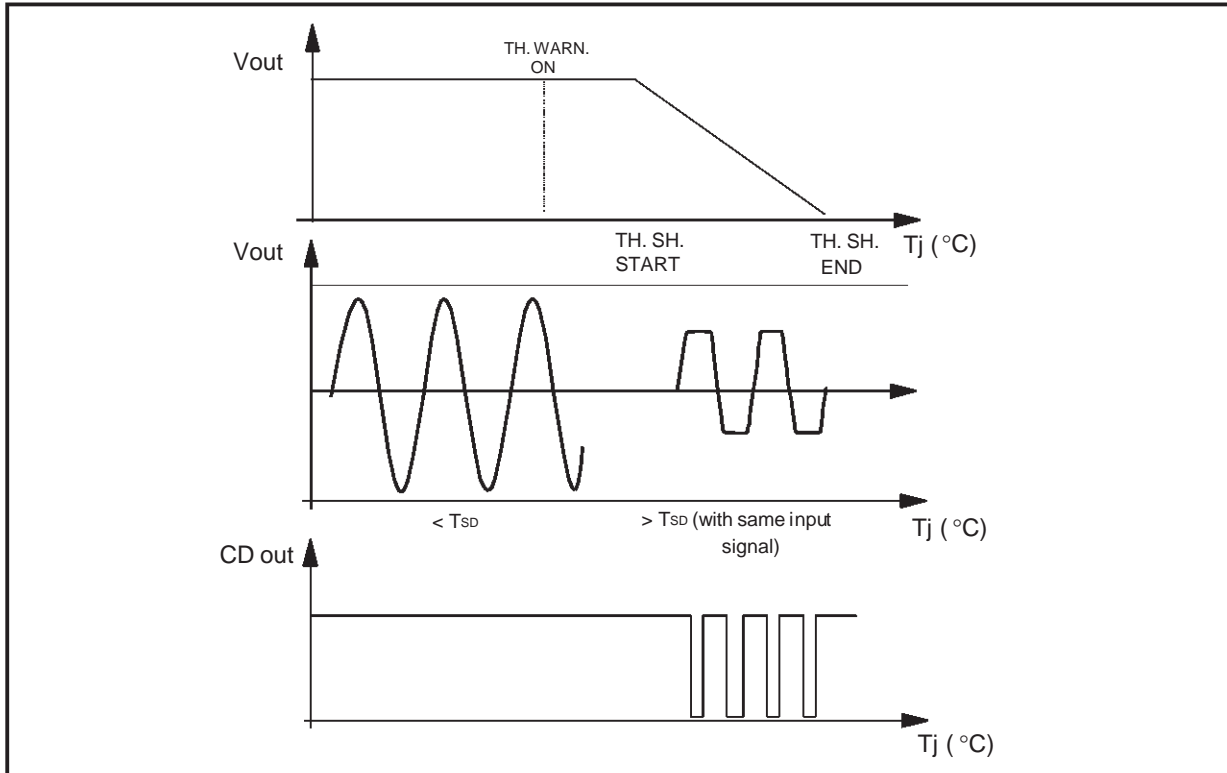 Vout
TH. WARN.
ON
Tj ( °C)
TH. SH.
START
TH. SH.
END
Vout
< TSD
> TSD (with same input
signal)
Tj ( °C)
CD out
Tj ( °C)